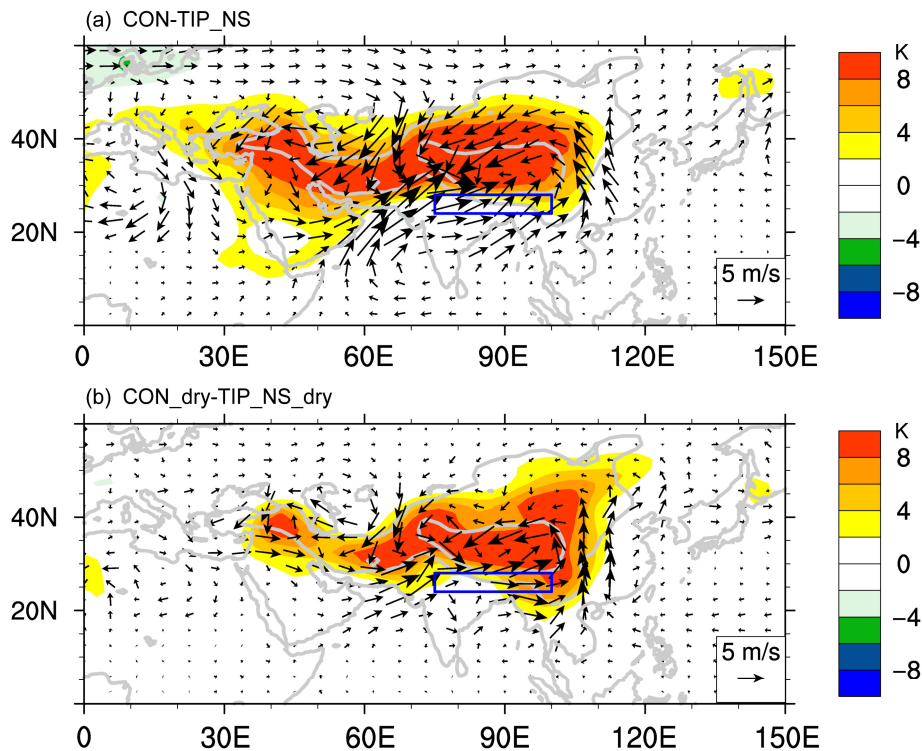 (a) CON-TIP_NS
K
8
4
0
−4
−8
40N
20N
5 m/s
0 30E 60E 90E 120E 150E
(b) CON_dry-TIP_NS_dry
K
8
4
0
−4
−8
40N
20N
5 m/s
0 30E 60E 90E 120E 150E